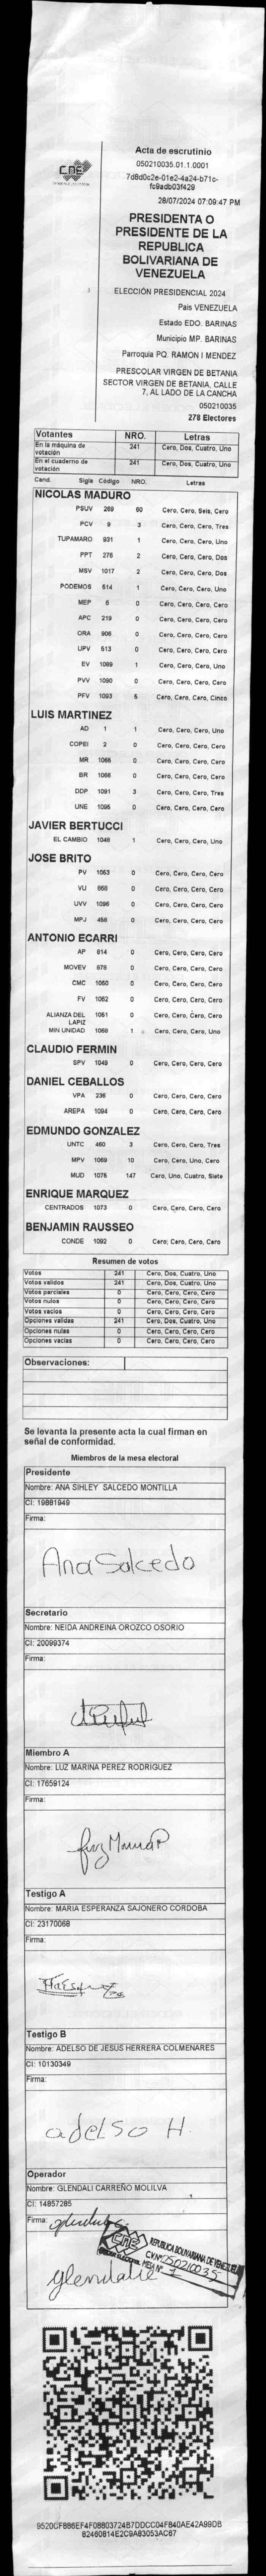 CNE
Acta de escrutinio
050210035.01.1.0001
7d8d0c2e-01e2-4a24-b71c-
fc9adb03f429
28/07/2024 07:09:47 PM
PRESIDENTA O
PRESIDENTE DE LA
REPUBLICA
BOLIVARIANA DE
VENEZUELA
ELECCIÓN PRESIDENCIAL 2024
País VENEZUELA
Estado EDO. BARINAS
Municipio MP. BARINAS
Parroquia PQ. RAMON I MENDEZ
PRESCOLAR VIRGEN DE BETANIA
SECTOR VIRGEN DE BETANIA, CALLE
7, AL LADO DE LA CANCHA
050210035
278 Electores
Votantes NRO. Letras
En la máquina de votación 241 Cero, Dos, Cuatro, Uno
En el cuaderno de votación 241 Cero, Dos, Cuatro, Uno
Cand. Sigla Código NRO. Letras
NICOLAS MADURO
PSUV 269 60 Cero, Cero, Seis, Cero
PCV 9 3 Cero, Cero, Cero, Tres
TUPAMARO 931 1 Cero, Cero, Cero, Uno
PPT 276 2 Cero, Cero, Cero, Dos
MSV 1017 2 Cero, Cero, Cero, Dos
PODEMOS 514 1 Cero, Cero, Cero, Uno
MEP 6 0 Cero, Cero, Cero, Cero
APC 219 0 Cero, Cero, Cero, Cero
ORA 906 0 Cero, Cero, Cero, Cero
UPV 513 0 Cero, Cero, Cero, Cero
EV 1089 1 Cero, Cero, Cero, Uno
PVV 1090 0 Cero, Cero, Cero, Cero
PFV 1093 5 Cero, Cero, Cero, Cinco
LUIS MARTINEZ
AD 1 1 Cero, Cero, Cero, Uno
COPEI 2 0 Cero, Cero, Cero, Cero
MR 1065 0 Cero, Cero, Cero, Cero
BR 1066 0 Cero, Cero, Cero, Cero
DDP 1091 3 Cero, Cero, Cero, Tres
UNE 1095 0 Cero, Cero, Cero, Cero
JAVIER BERTUCCI
EL CAMBIO 1048 1 Cero, Cero, Cero, Uno
JOSE BRITO
PV 1053 0 Cero, Cero, Cero, Cero
VU 868 0 Cero, Cero, Cero, Cero
UVV 1096 0 Cero, Cero, Cero, Cero
MPJ 458 0 Cero, Cero, Cero, Cero
ANTONIO ECARRI
AP 814 0 Cero, Cero, Cero, Cero
MOVEV 878 0 Cero, Cero, Cero, Cero
CMC 1050 0 Cero, Cero, Cero, Cero
FV 1062 0 Cero, Cero, Cero, Cero
ALIANZA DEL LAPIZ 1051 0 Cero, Cero, Cero, Cero
MIN UNIDAD 1068 1 Cero, Cero, Cero, Uno
CLAUDIO FERMIN
SPV 1049 0 Cero, Cero, Cero, Cero
DANIEL CEBALLOS
VPA 236 0 Cero, Cero, Cero, Cero
AREPA 1094 0 Cero, Cero, Cero, Cero
EDMUNDO GONZALEZ
UNTC 460 3 Cero, Cero, Cero, Tres
MPV 1069 10 Cero, Cero, Uno, Cero
MUD 1075 147 Cero, Uno, Cuatro, Siete
ENRIQUE MARQUEZ
CENTRADOS 1073 0 Cero, Cero, Cero, Cero
BENJAMIN RAUSSEO
CONDE 1092 0 Cero, Cero, Cero, Cero
Resumen de votos
Votos 241 Cero, Dos, Cuatro, Uno
Votos validos 241 Cero, Dos, Cuatro, Uno
Votos parciales 0 Cero, Cero, Cero, Cero
Votos nulos 0 Cero, Cero, Cero, Cero
Votos vacios 0 Cero, Cero, Cero, Cero
Opciones validas 241 Cero, Dos, Cuatro, Uno
Opciones nulas 0 Cero, Cero, Cero, Cero
Opciones vacias 0 Cero, Cero, Cero, Cero
Observaciones:
Se levanta la presente acta la cual firman en
señal de conformidad.
Miembros de la mesa electoral
Presidente
Nombre: ANA SIHLEY SALCEDO MONTILLA
CI: 19881949
Firma:
Ana Salcedo
Secretario
Nombre: NEIDA ANDREINA OROZCO OSORIO
CI: 20099374
Firma:
Miembro A
Nombre: LUZ MARINA PEREZ RODRIGUEZ
CI: 17659124
Firma:
Testigo A
Nombre: MARIA ESPERANZA SAJONERO CORDOBA
CI: 23170068
Firma:
Testigo B
Nombre: ADELSO DE JESUS HERRERA COLMENARES
CI: 10130349
Firma:
adelso H.
Operador
Nombre: GLENDALI CARREÑO MOLILVA
CI: 14857285
Firma:
CNE
REPUBLICA BOLIVARIANA DE VENEZUELA
CV Nº 050210035
MESA Nº 1
9520CF886EF4F08803724B7DDCC04F840AE42A99DB
82460814E2C9A83053AC67